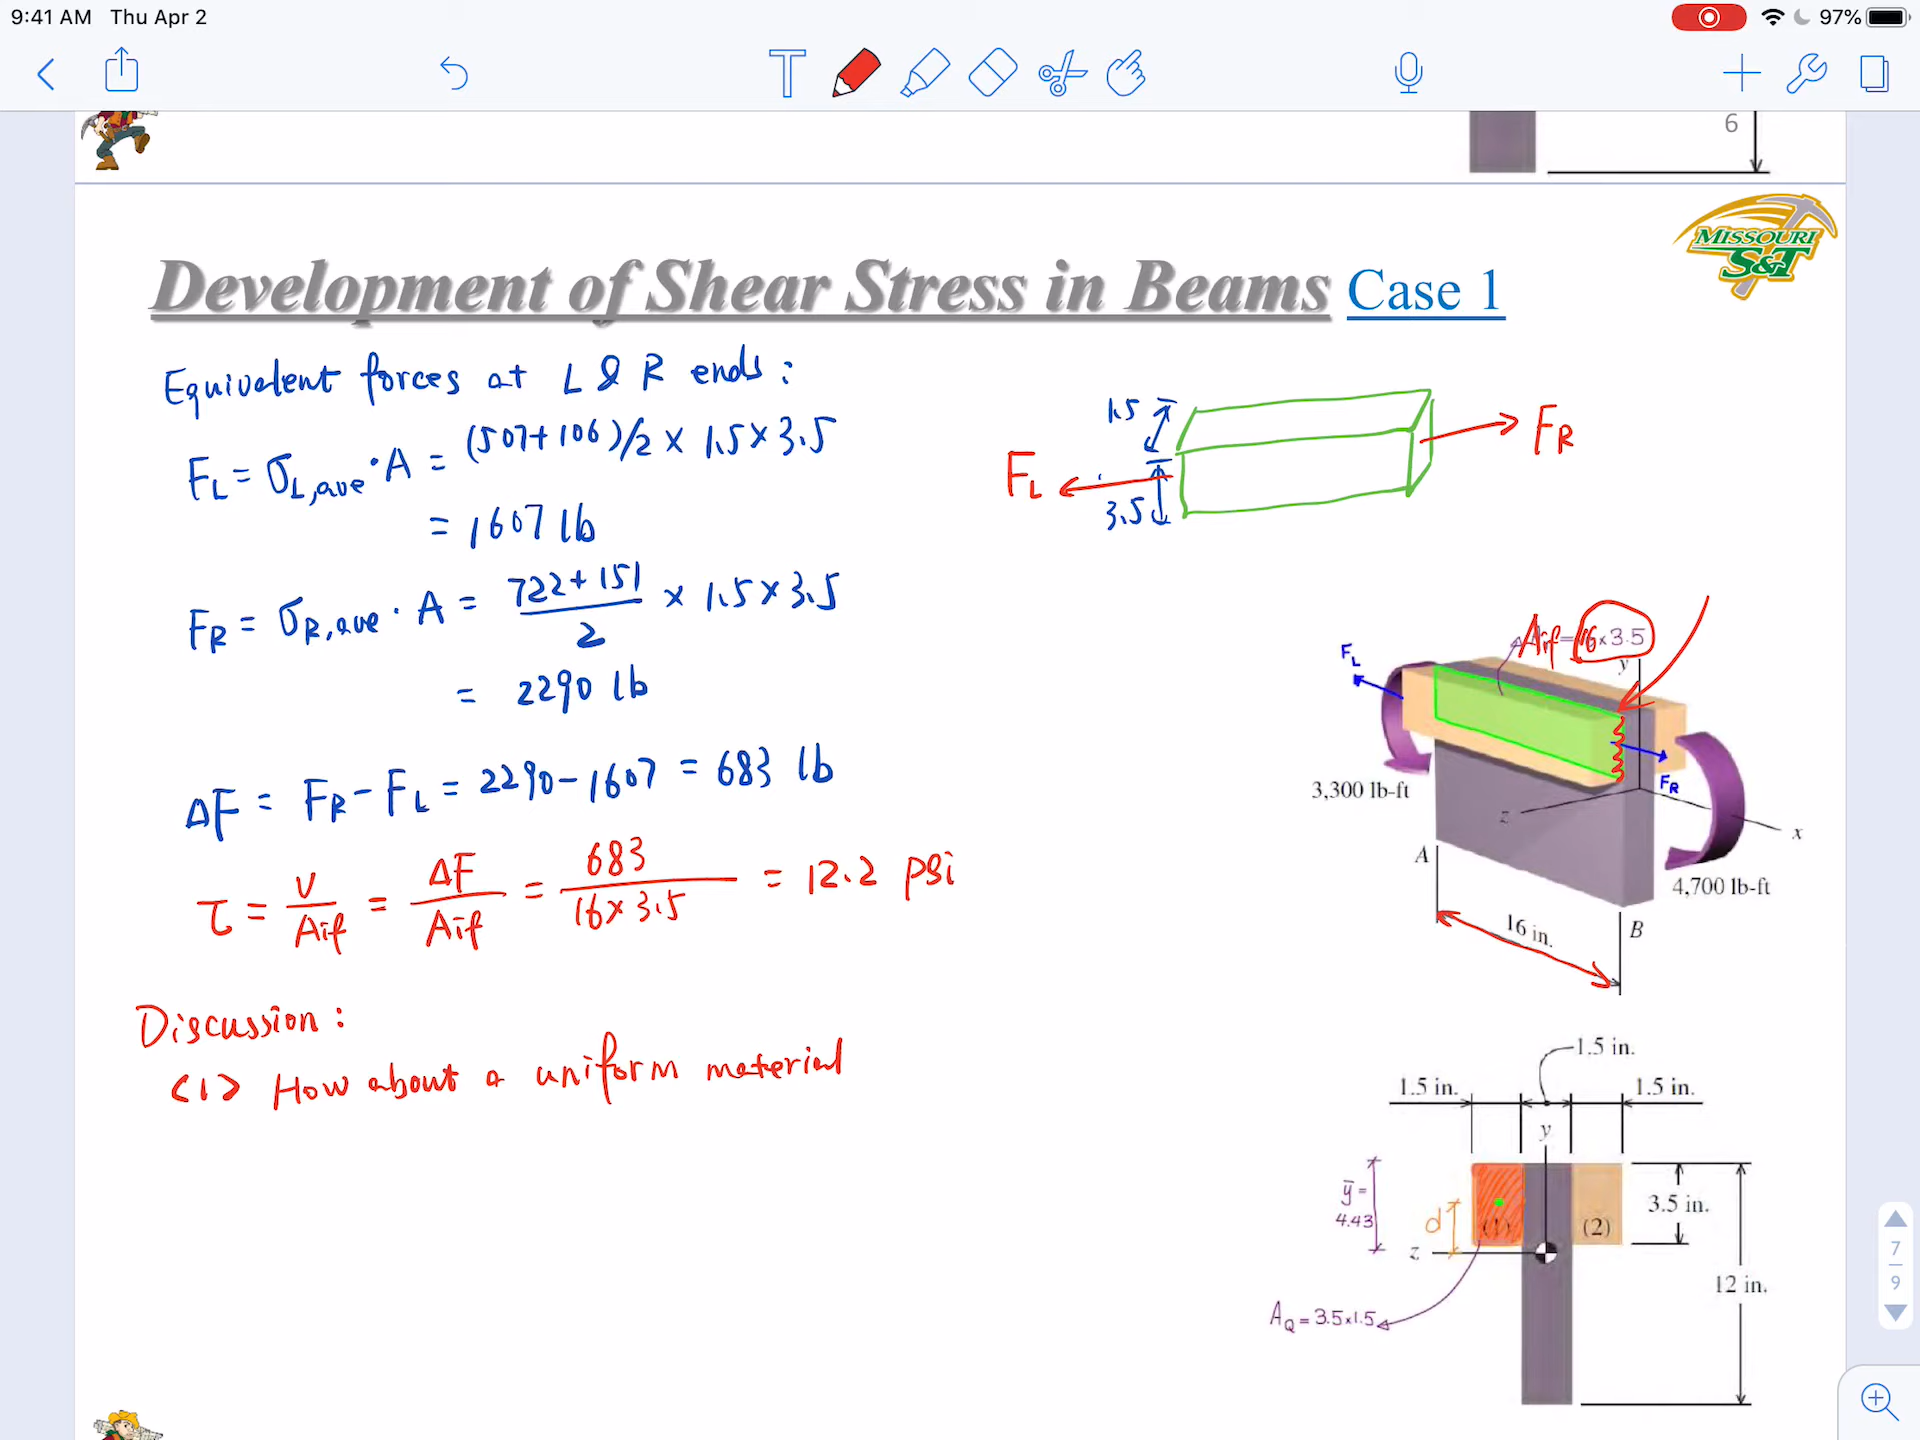 9:41 AM Thu Apr 2
97%
6
MISSOURI
S&T
Development of Shear Stress in Beams Case 1
Equivalent forces at L & R ends:
FL = σL,ave · A = (507+106)/2 × 1.5 × 3.5
= 1607 lb
FR = σR,ave · A = 722+151 / 2 × 1.5 × 3.5
= 2290 lb
ΔF = FR − FL = 2290 − 1607 = 683 lb
τ = V / Aif = ΔF / Aif = 683 / 16 × 3.5 = 12.2 psi
Discussion:
(1) How about a uniform material
1.5
3.5
FL
FR
Aif = 16 × 3.5
y
FL
FR
3,300 lb-ft
z
x
4,700 lb-ft
A
B
16 in.
1.5 in.
1.5 in.
1.5 in.
y
ȳ =
4.43
d
(1)
(2)
3.5 in.
z
12 in.
AQ = 3.5×1.5
7
9